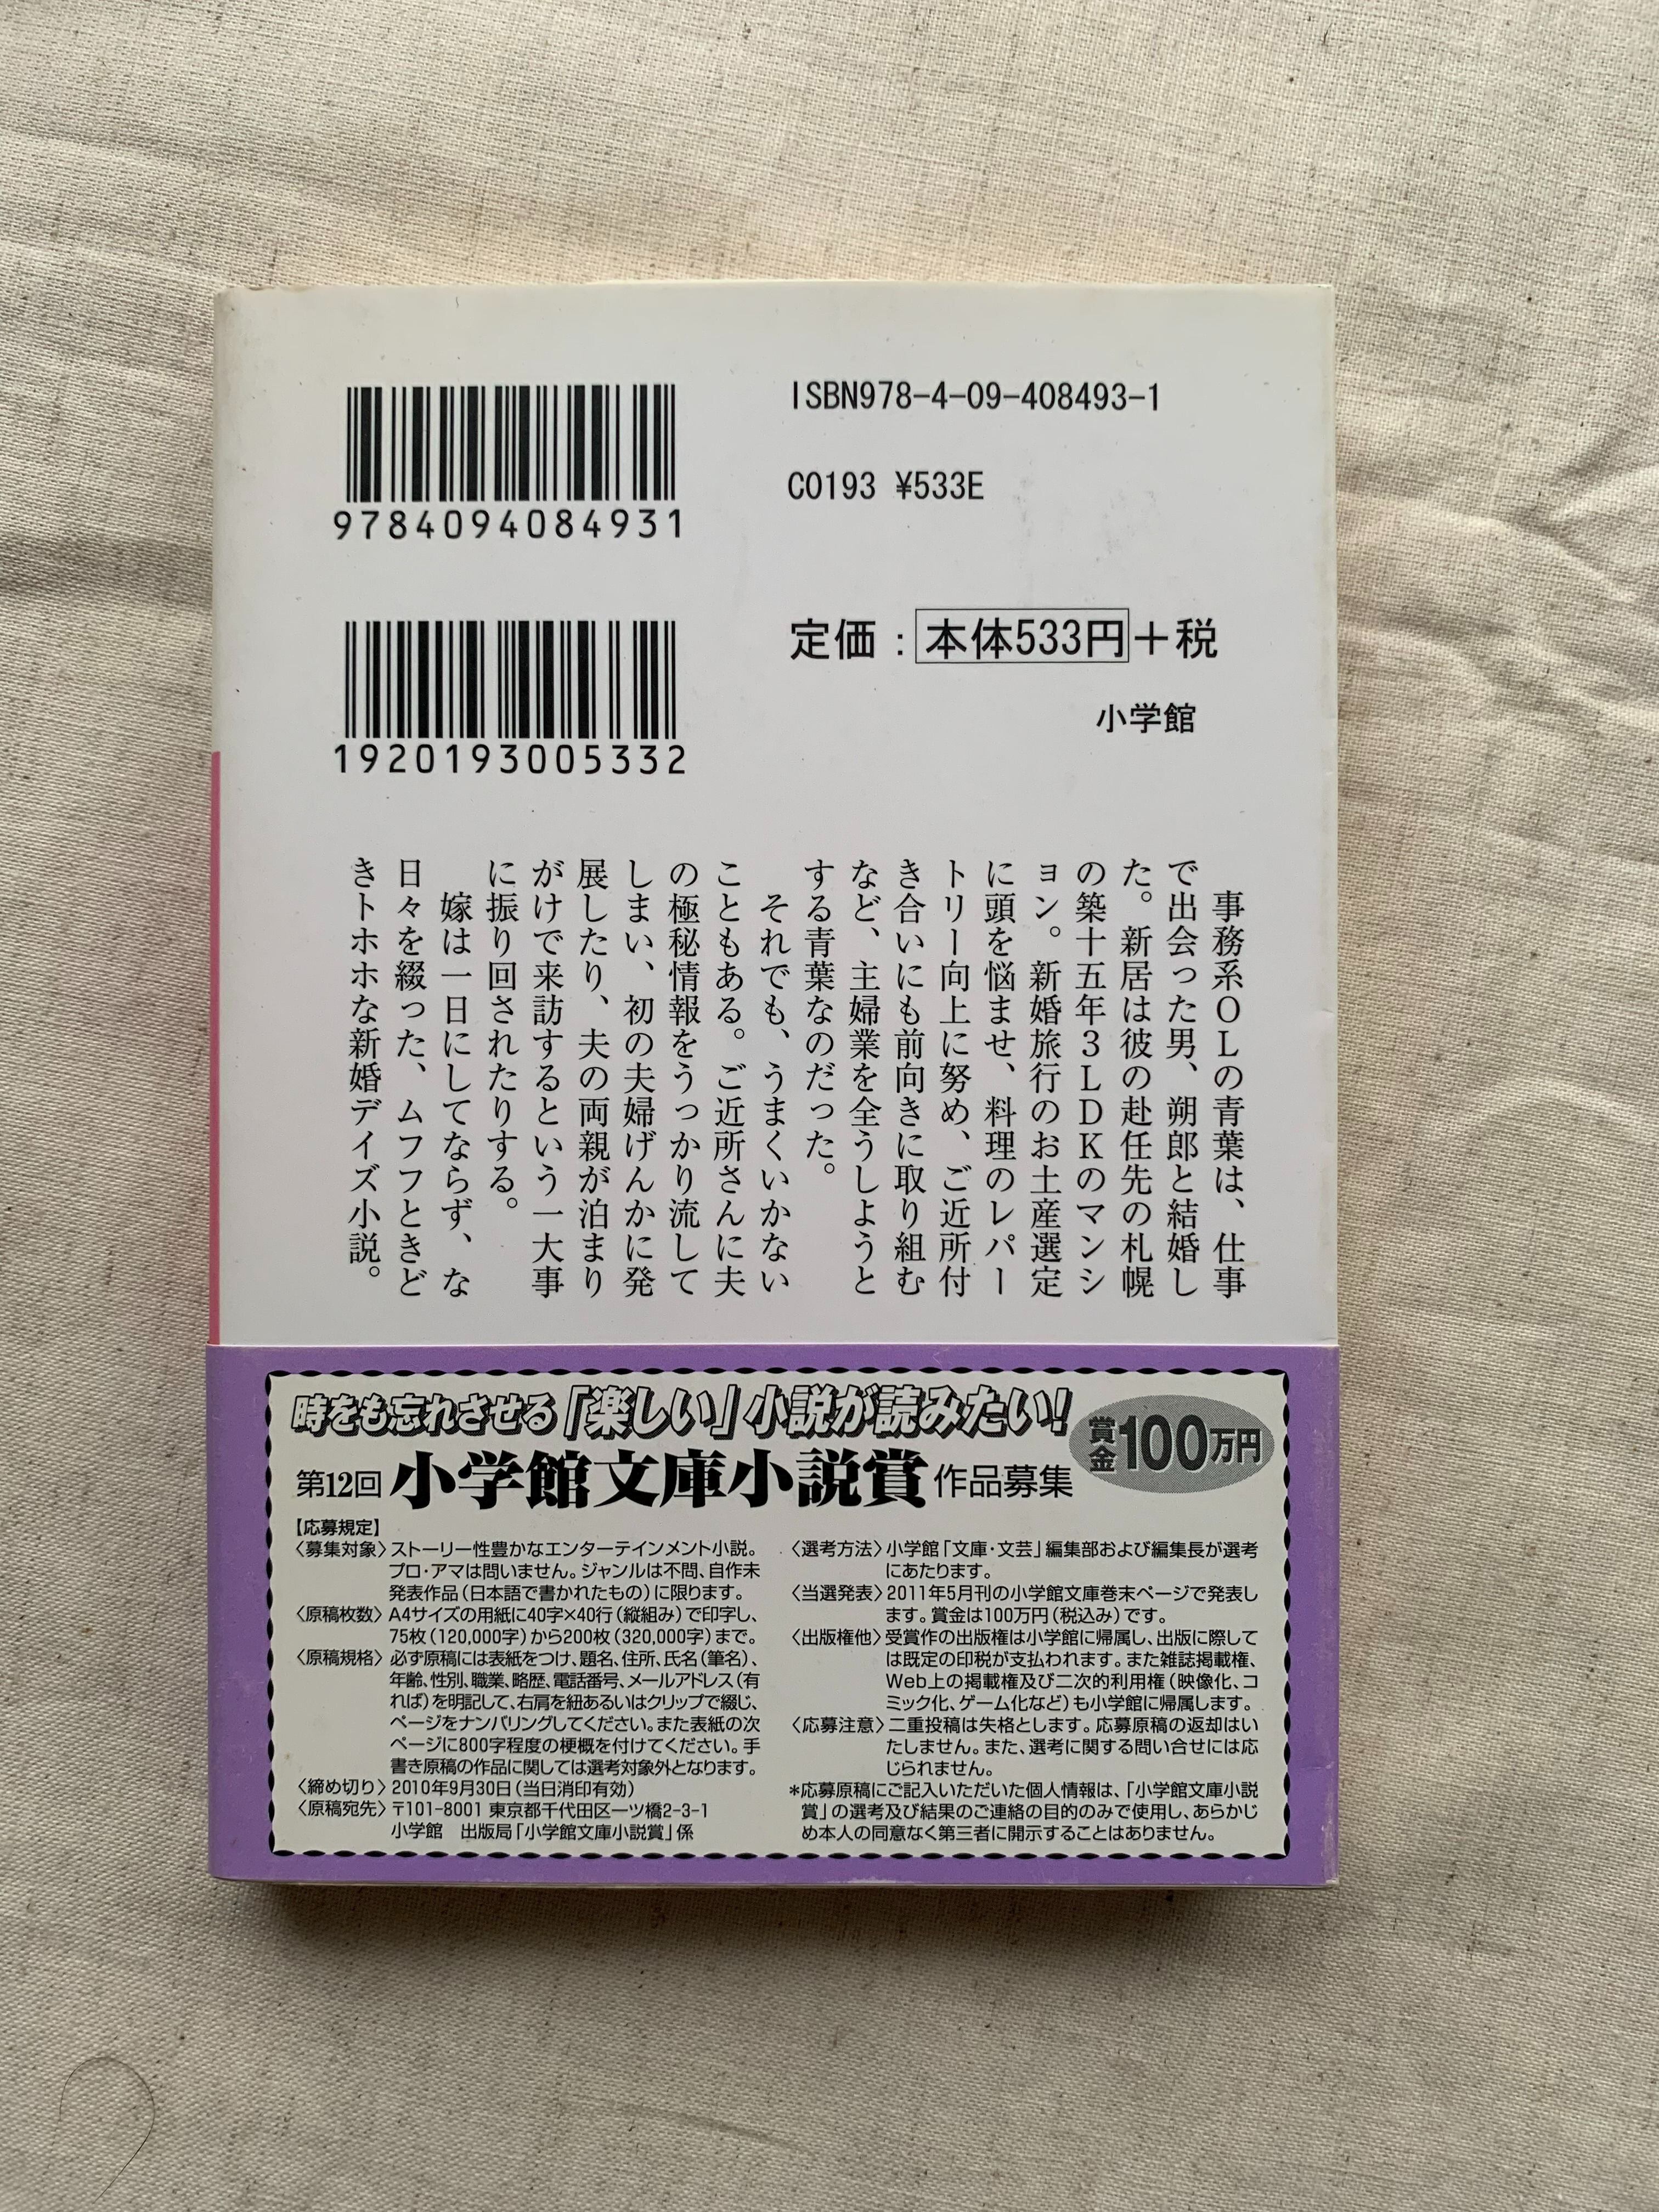 9784094084931
ISBN978-4-09-408493-1
C0193 ¥533E
1920193005332
定価：本体533円＋税
小学館
事務系ＯＬの青葉は、仕事
で出会った男、朔郎と結婚し
た。新居は彼の赴任先の札幌
の築十五年３ＬＤＫのマンシ
ョン。新婚旅行のお土産選定
に頭を悩ませ、料理のレパー
トリー向上に努め、ご近所付
き合いにも前向きに取り組む
など、主婦業を全うしようと
する青葉なのだった。
それでも、うまくいかない
こともある。ご近所さんに夫
の極秘情報をうっかり流して
しまい、初の夫婦げんかに発
展したり、夫の両親が泊まり
がけで来訪するという一大事
に振り回されたりする。
嫁は一日にしてならず、な
日々を綴った、ムフフときど
きトホホな新婚デイズ小説。
時をも忘れさせる「楽しい」小説が読みたい！
賞金100万円
第12回 小学館文庫小説賞 作品募集
【応募規定】
〈募集対象〉ストーリー性豊かなエンターテインメント小説。
プロ・アマは問いません。ジャンルは不問、自作未
発表作品（日本語で書かれたもの）に限ります。
〈原稿枚数〉A4サイズの用紙に40字×40行（縦組み）で印字し、
75枚（120,000字）から200枚（320,000字）まで。
〈原稿規格〉必ず原稿には表紙をつけ、題名、住所、氏名（筆名）、
年齢、性別、職業、略歴、電話番号、メールアドレス（有
れば）を明記して、右肩を紐あるいはクリップで綴じ、
ページをナンバリングしてください。また表紙の次
ページに800字程度の梗概を付けてください。手
書き原稿の作品に関しては選考対象外となります。
〈締め切り〉2010年9月30日（当日消印有効）
〈原稿宛先〉〒101-8001 東京都千代田区一ツ橋2-3-1
小学館　出版局「小学館文庫小説賞」係
〈選考方法〉小学館「文庫・文芸」編集部および編集長が選考
にあたります。
〈当選発表〉2011年5月刊の小学館文庫巻末ページで発表し
ます。賞金は100万円（税込み）です。
〈出版権他〉受賞作の出版権は小学館に帰属し、出版に際して
は既定の印税が支払われます。また雑誌掲載権、
Web上の掲載権及び二次的利用権（映像化、コ
ミック化、ゲーム化など）も小学館に帰属します。
〈応募注意〉二重投稿は失格とします。応募原稿の返却はい
たしません。また、選考に関する問い合せには応
じられません。
＊応募原稿にご記入いただいた個人情報は、「小学館文庫小説
賞」の選考及び結果のご連絡の目的のみで使用し、あらかじ
め本人の同意なく第三者に開示することはありません。